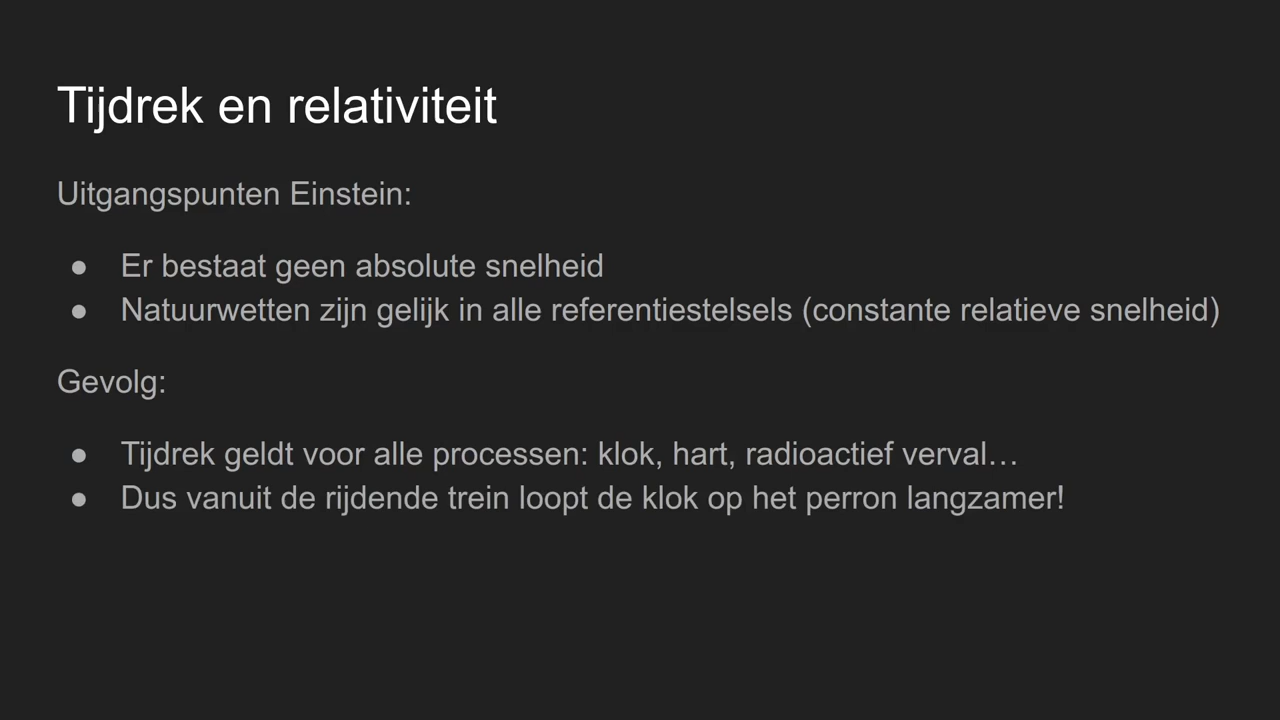 Tijdrek en relativiteit
Uitgangspunten Einstein:
● Er bestaat geen absolute snelheid
● Natuurwetten zijn gelijk in alle referentiestelsels (constante relatieve snelheid)
Gevolg:
● Tijdrek geldt voor alle processen: klok, hart, radioactief verval…
● Dus vanuit de rijdende trein loopt de klok op het perron langzamer!